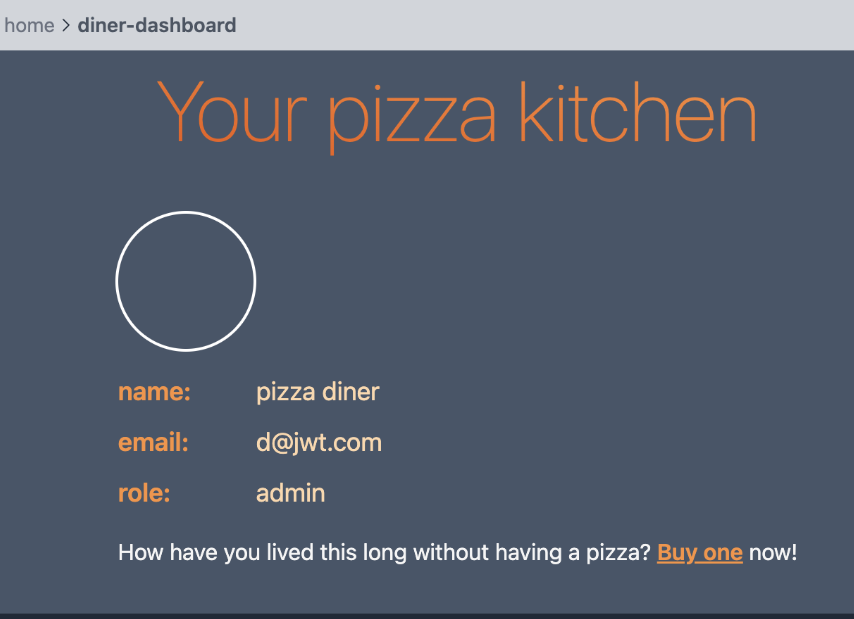 home > diner-dashboard
Your pizza kitchen
name: pizza diner
email: d@jwt.com
role: admin
How have you lived this long without having a pizza? Buy one now!